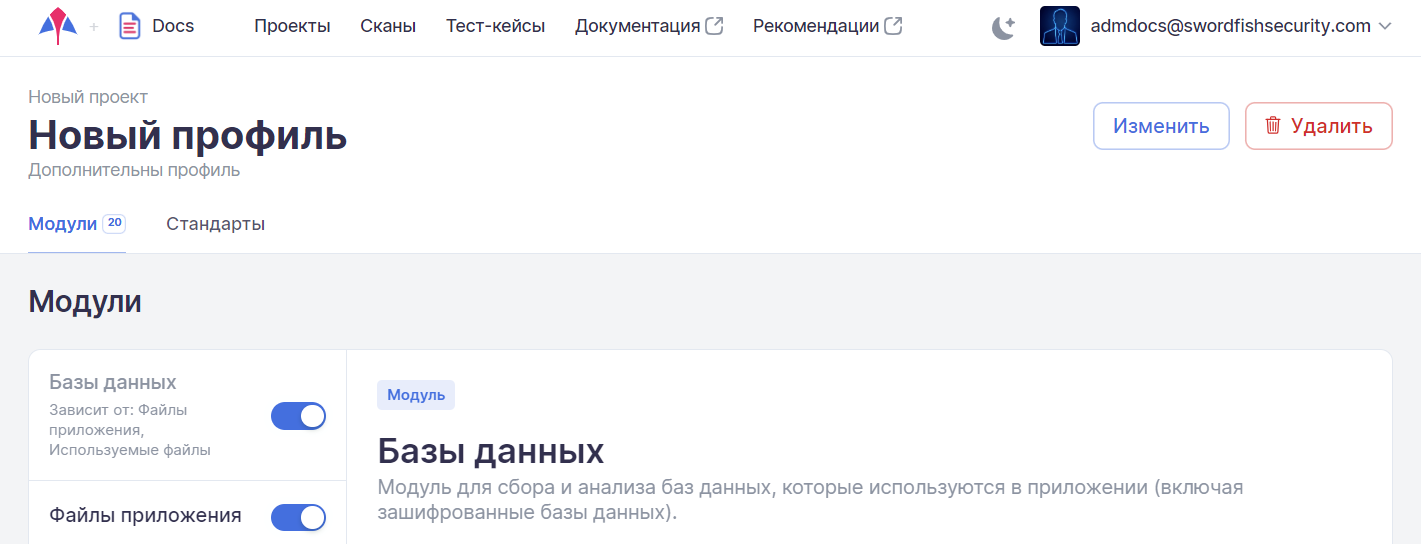 + Docs Проекты Сканы Тест-кейсы Документация Рекомендации admdocs@swordfishsecurity.com
Новый проект
Новый профиль
Дополнительны профиль
Изменить Удалить
Модули 20 Стандарты
Модули
Базы данных
Зависит от: Файлы
приложения,
Используемые файлы
Файлы приложения
Модуль
Базы данных
Модуль для сбора и анализа баз данных, которые используются в приложении (включая
зашифрованные базы данных).